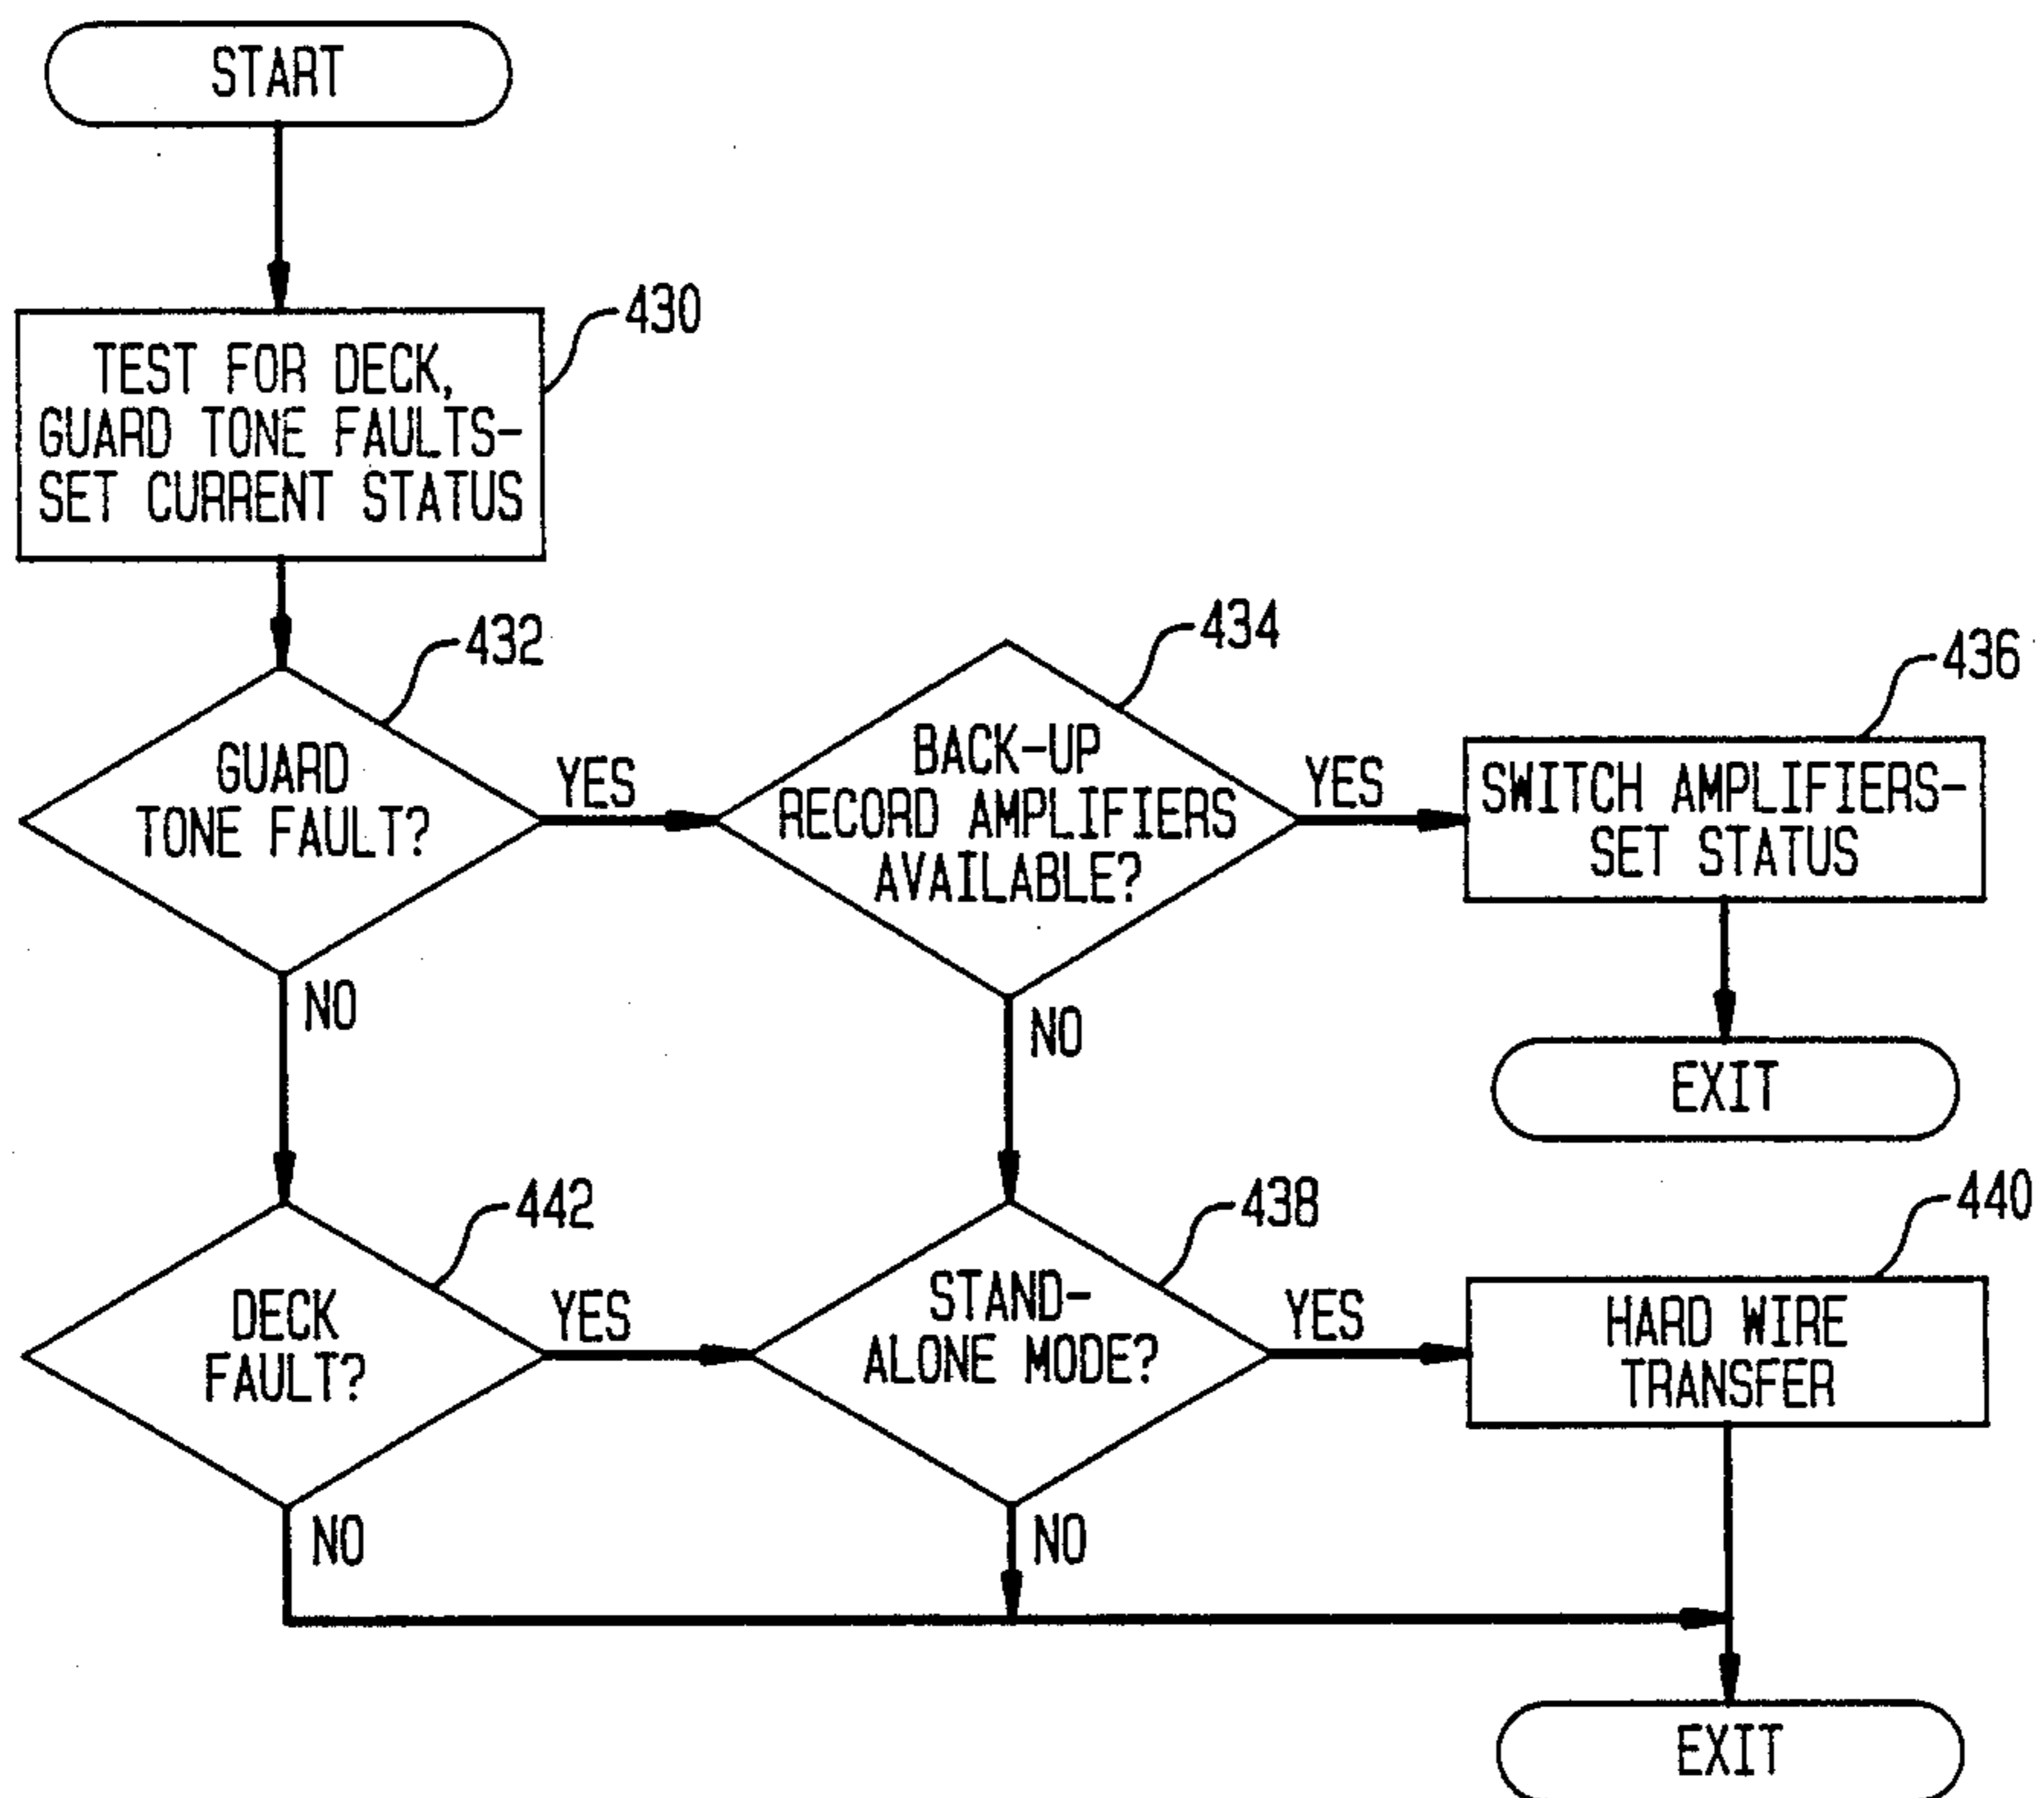 START
430
TEST FOR DECK,
GUARD TONE FAULTS-
SET CURRENT STATUS
432
GUARD
TONE FAULT?
YES
NO
434
BACK-UP
RECORD AMPLIFIERS
AVAILABLE?
YES
NO
436
SWITCH AMPLIFIERS-
SET STATUS
EXIT
442
DECK
FAULT?
YES
NO
438
STAND-
ALONE MODE?
YES
NO
440
HARD WIRE
TRANSFER
EXIT